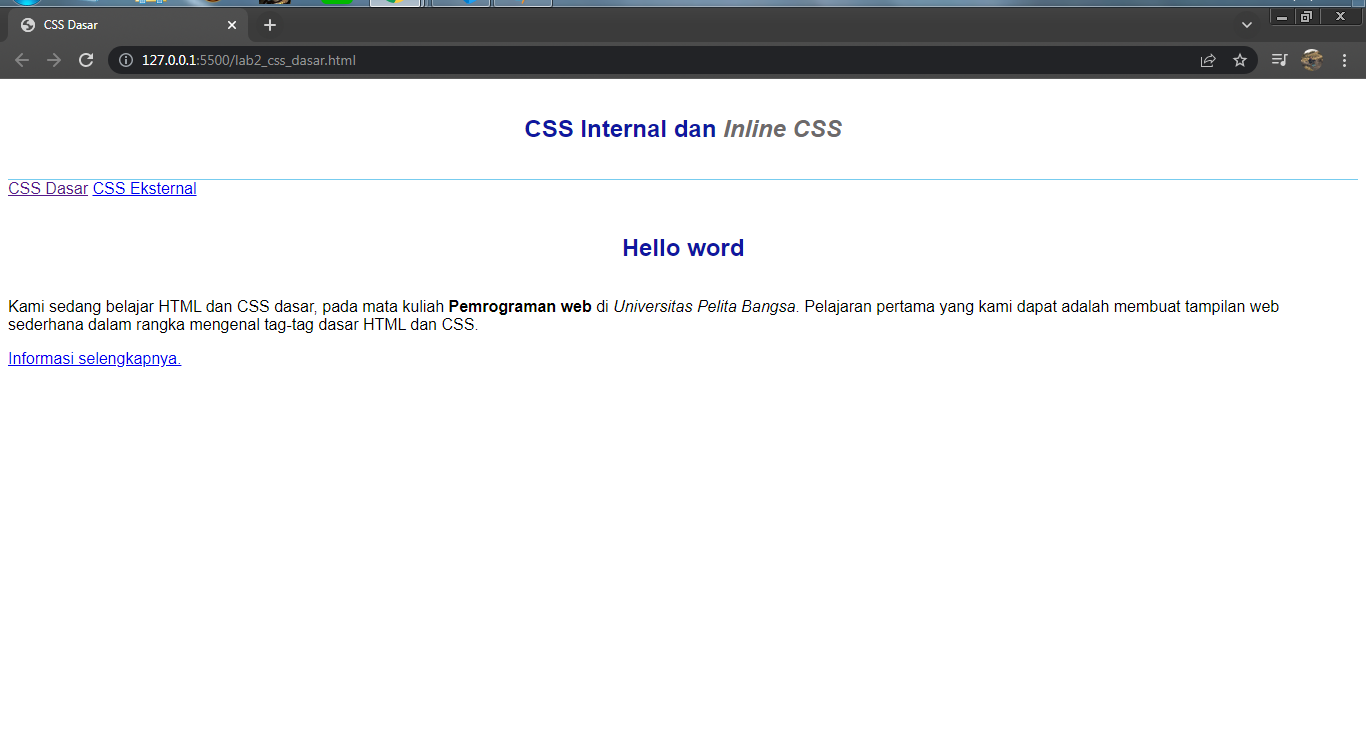 CSS Dasar
127.0.0.1:5500/lab2_css_dasar.html
CSS Internal dan Inline CSS
CSS Dasar CSS Eksternal
Hello word
Kami sedang belajar HTML dan CSS dasar, pada mata kuliah Pemrograman web di Universitas Pelita Bangsa. Pelajaran pertama yang kami dapat adalah membuat tampilan web
sederhana dalam rangka mengenal tag-tag dasar HTML dan CSS.
Informasi selengkapnya.